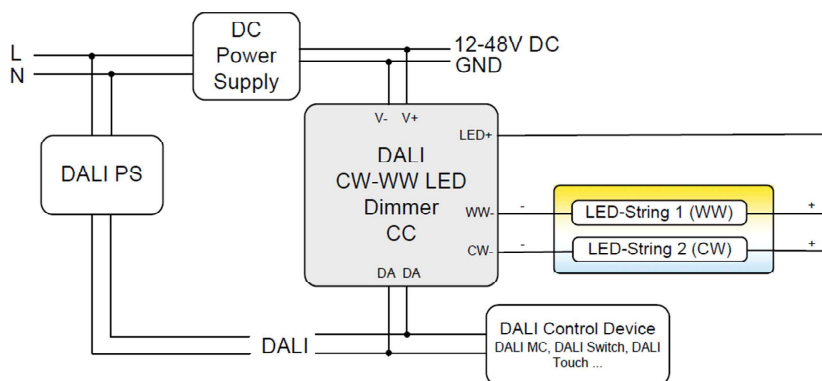 DC
Power
Supply
L
N
12-48V DC
GND
V- V+
DALI PS
DALI
CW-WW LED
Dimmer
CC
LED+
WW-
CW-
DA DA
- LED-String 1 (WW) +
- LED-String 2 (CW) +
DALI
DALI Control Device
DALI MC, DALI Switch, DALI
Touch ...